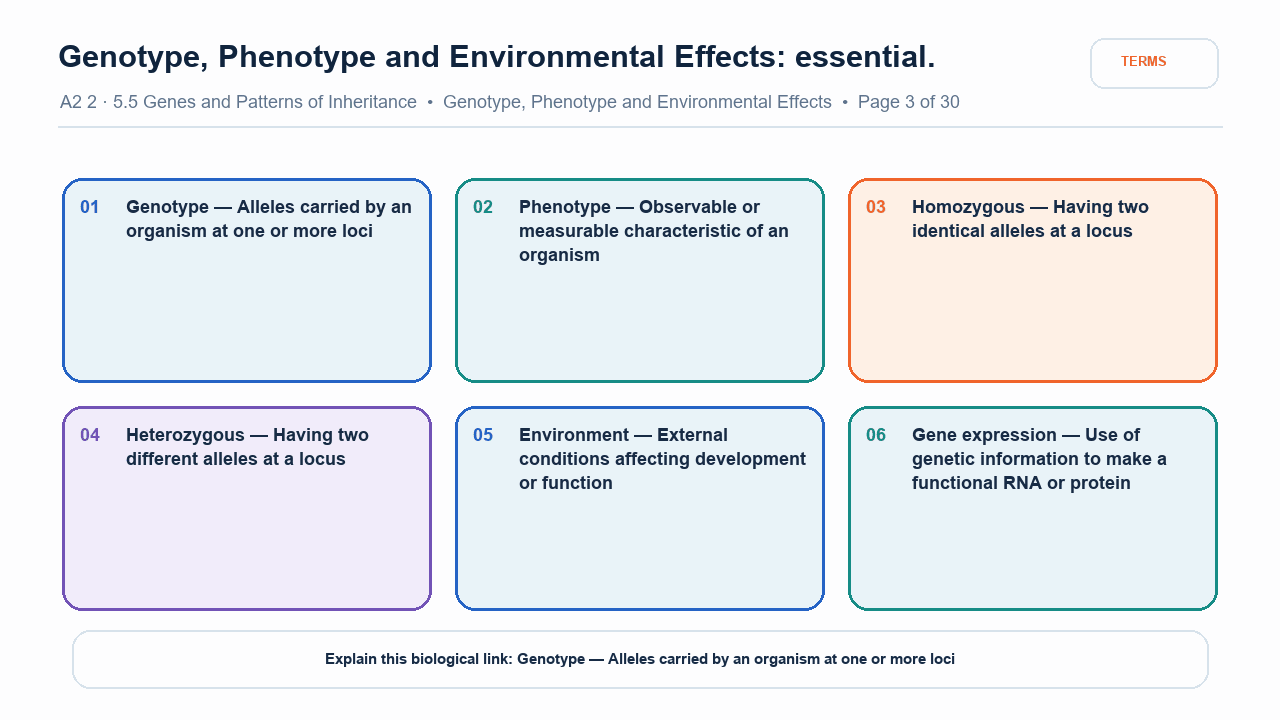 Genotype, Phenotype and Environmental Effects: essential.
TERMS
A2 2 · 5.5 Genes and Patterns of Inheritance • Genotype, Phenotype and Environmental Effects • Page 3 of 30
01 Genotype — Alleles carried by an
organism at one or more loci
02 Phenotype — Observable or
measurable characteristic of an
organism
03 Homozygous — Having two
identical alleles at a locus
04 Heterozygous — Having two
different alleles at a locus
05 Environment — External
conditions affecting development
or function
06 Gene expression — Use of
genetic information to make a
functional RNA or protein
Explain this biological link: Genotype — Alleles carried by an organism at one or more loci